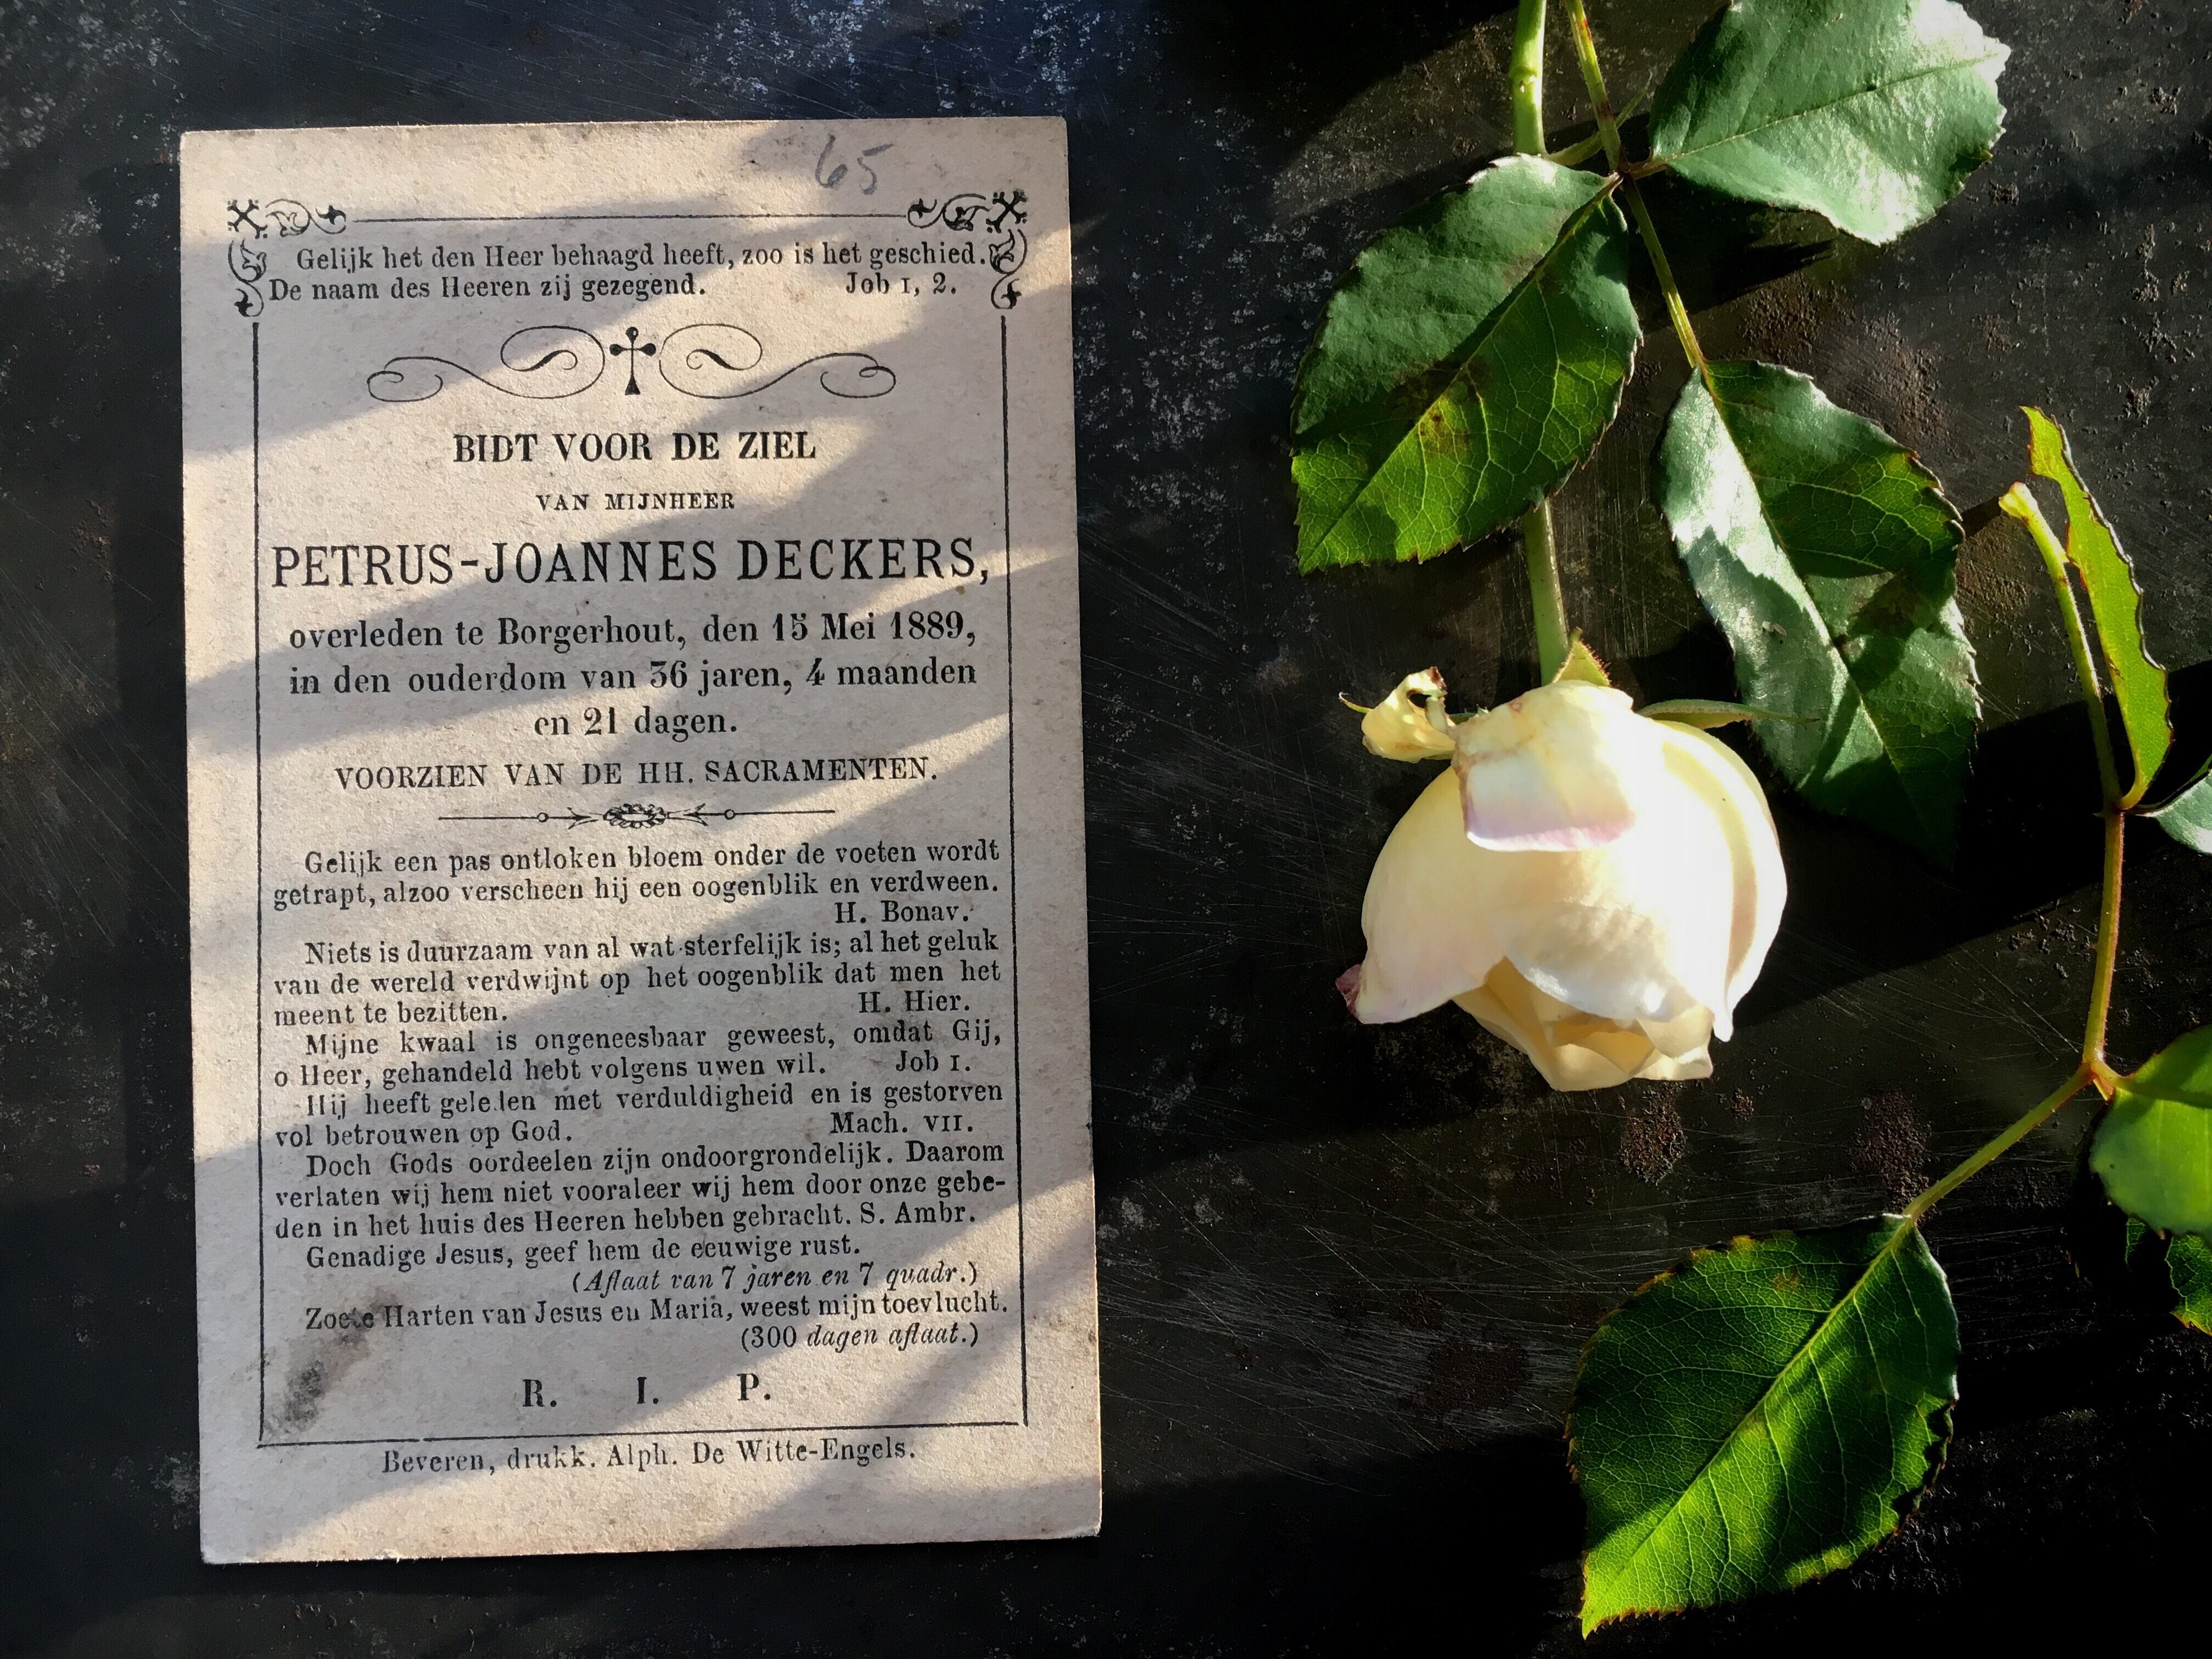 65
Gelijk het den Heer behaagd heeft, zoo is het geschied.
De naam des Heeren zij gezegend. Job I, 2.
BIDT VOOR DE ZIEL
VAN MIJNHEER
PETRUS-JOANNES DECKERS,
overleden te Borgerhout, den 15 Mei 1889,
in den ouderdom van 36 jaren, 4 maanden
en 21 dagen.
VOORZIEN VAN DE HH. SACRAMENTEN.
Gelijk een pas ontloken bloem onder de voeten wordt
getrapt, alzoo verscheen hij een oogenblik en verdween.
H. Bonav.
Niets is duurzaam van al wat sterfelijk is; al het geluk
van de wereld verdwijnt op het oogenblik dat men het
meent te bezitten. H. Hier.
Mijne kwaal is ongeneesbaar geweest, omdat Gij,
o Heer, gehandeld hebt volgens uwen wil. Job I.
Hij heeft geleden met verduldigheid en is gestorven
vol betrouwen op God. Mach. VII.
Doch Gods oordeelen zijn ondoorgrondelijk. Daarom
verlaten wij hem niet vooraleer wij hem door onze gebe-
den in het huis des Heeren hebben gebracht. S. Ambr.
Genadige Jesus, geef hem de eeuwige rust.
(Aflaat van 7 jaren en 7 quadr.)
Zoete Harten van Jesus en Maria, weest mijn toevlucht.
(300 dagen aflaat.)
R. I. P.
Beveren, drukk. Alph. De Witte-Engels.